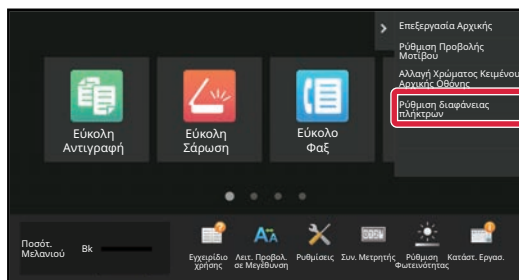 Επεξεργασία Αρχικής
Ρύθμιση Προβολής
Μοτίβου
Αλλαγή Χρώματος Κειμένου
Αρχικής Οθόνης
Ρύθμιση διαφάνειας
πλήκτρων
Εύκολη
Αντιγραφή
Εύκολη
Σάρωση
Εύκολο
Φαξ
Ποσότ.
Μελανιού
Bk
Εγχειρίδιο
χρήσης
Λειτ. Προβολ.
σε Μεγέθυνση
Ρυθμίσεις
Συν. Μετρητής
Ρύθμιση
Φωτεινότητας
Κατάστ. Εργασ.